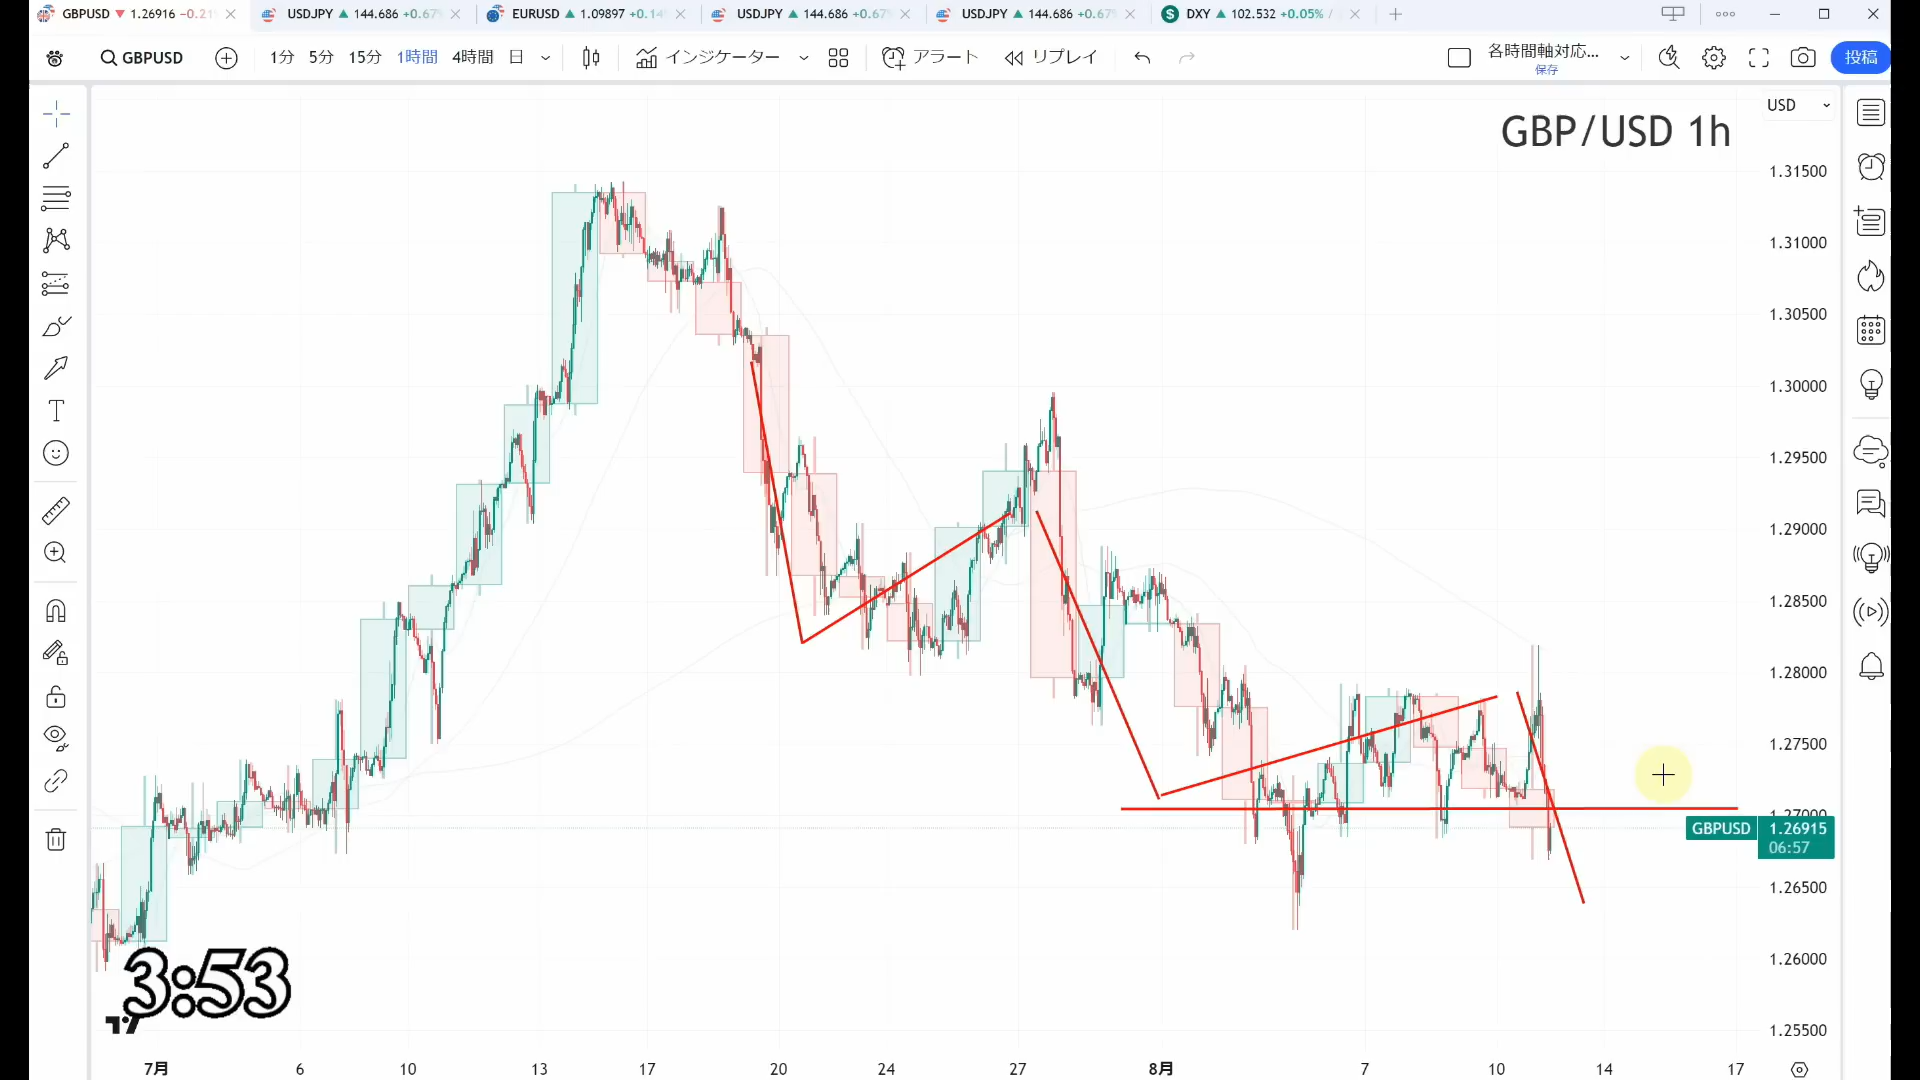 GBPUSD ▼ 1.26916 −0.21
USDJPY ▲ 144.686 +0.67%
EURUSD ▲ 1.09897 +0.14
USDJPY ▲ 144.686 +0.67%
USDJPY ▲ 144.686 +0.67%
S DXY ▲ 102.532 +0.05% /
GBPUSD
1分 5分 15分 1時間 4時間 日
インジケーター
アラート
リプレイ
各時間軸対応...
保存
投稿
USD
GBP/USD 1h
1.31500
1.31000
1.30500
1.30000
1.29500
1.29000
1.28500
1.28000
1.27500
1.27000
GBPUSD 1.26915
06:57
1.26500
1.26000
1.25500
3:53
7月 6 10 13 17 20 24 27 8月 7 10 14 17